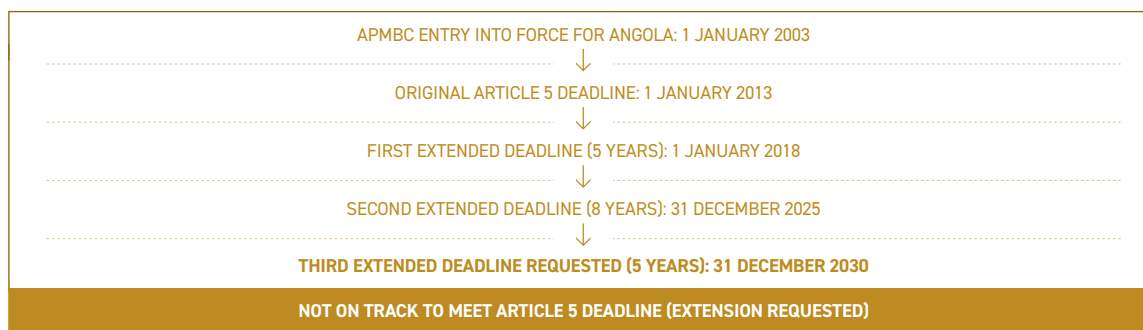 APMBC ENTRY INTO FORCE FOR ANGOLA: 1 JANUARY 2003
ORIGINAL ARTICLE 5 DEADLINE: 1 JANUARY 2013
FIRST EXTENDED DEADLINE (5 YEARS): 1 JANUARY 2018
SECOND EXTENDED DEADLINE (8 YEARS): 31 DECEMBER 2025
THIRD EXTENDED DEADLINE REQUESTED (5 YEARS): 31 DECEMBER 2030
NOT ON TRACK TO MEET ARTICLE 5 DEADLINE (EXTENSION REQUESTED)